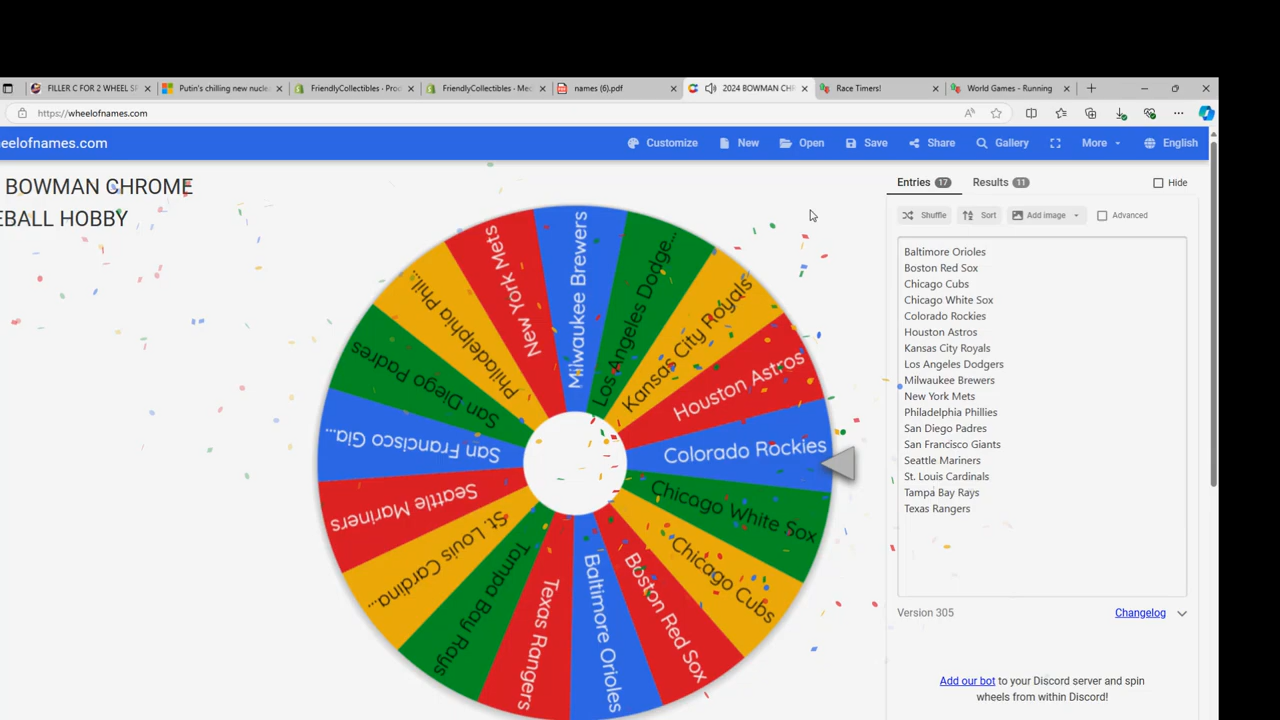 FILLER C FOR 2 WHEEL SP
Putin's chilling new nucle
FriendlyCollectibles · Proc
FriendlyCollectibles · Mec
names (6).pdf
2024 BOWMAN CHR
Race Timers!
World Games - Running
https://wheelofnames.com
eelofnames.com
Customize
New
Open
Save
Share
Gallery
More
English
BOWMAN CHROME
EBALL HOBBY
Entries 17
Results 11
Hide
Shuffle
Sort
Add image
Advanced
Baltimore Orioles
Boston Red Sox
Chicago Cubs
Chicago White Sox
Colorado Rockies
Houston Astros
Kansas City Royals
Los Angeles Dodgers
Milwaukee Brewers
New York Mets
Philadelphia Phillies
San Diego Padres
San Francisco Giants
Seattle Mariners
St. Louis Cardinals
Tampa Bay Rays
Texas Rangers
Milwaukee Brewers
Los Angeles Dodge...
Kansas City Royals
Houston Astros
Colorado Rockies
Chicago White Sox
Chicago Cubs
Boston Red Sox
Baltimore Orioles
Texas Rangers
Tampa Bay Rays
St. Louis Cardina...
Seattle Mariners
San Francisco Gia...
San Diego Padres
Philadelphia Phil...
New York Mets
Version 305
Changelog
Add our bot to your Discord server and spin
wheels from within Discord!